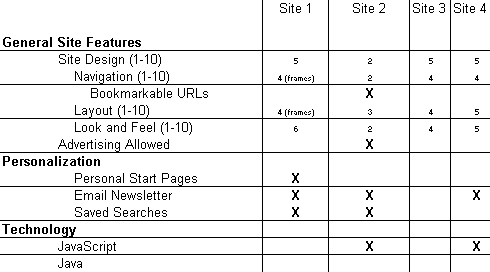 Site 1 Site 2 Site 3 Site 4
General Site Features
Site Design (1-10) 5 2 5 5
Navigation (1-10) 4 (frames) 2 4 4
Bookmarkable URLs X
Layout (1-10) 4 (frames) 3 4 5
Look and Feel (1-10) 6 2 4 5
Advertising Allowed X
Personalization
Personal Start Pages X
Email Newsletter X X X
Saved Searches X X
Technology
JavaScript X X
Java